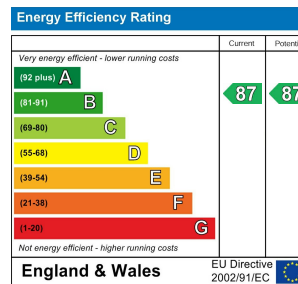 Energy Efficiency Rating
Current Potenti
Very energy efficient - lower running costs
(92 plus) A
(81-91) B
87 87
(69-80) C
(55-68) D
(39-54) E
(21-38) F
(1-20) G
Not energy efficient - higher running costs
England & Wales
EU Directive
2002/91/EC